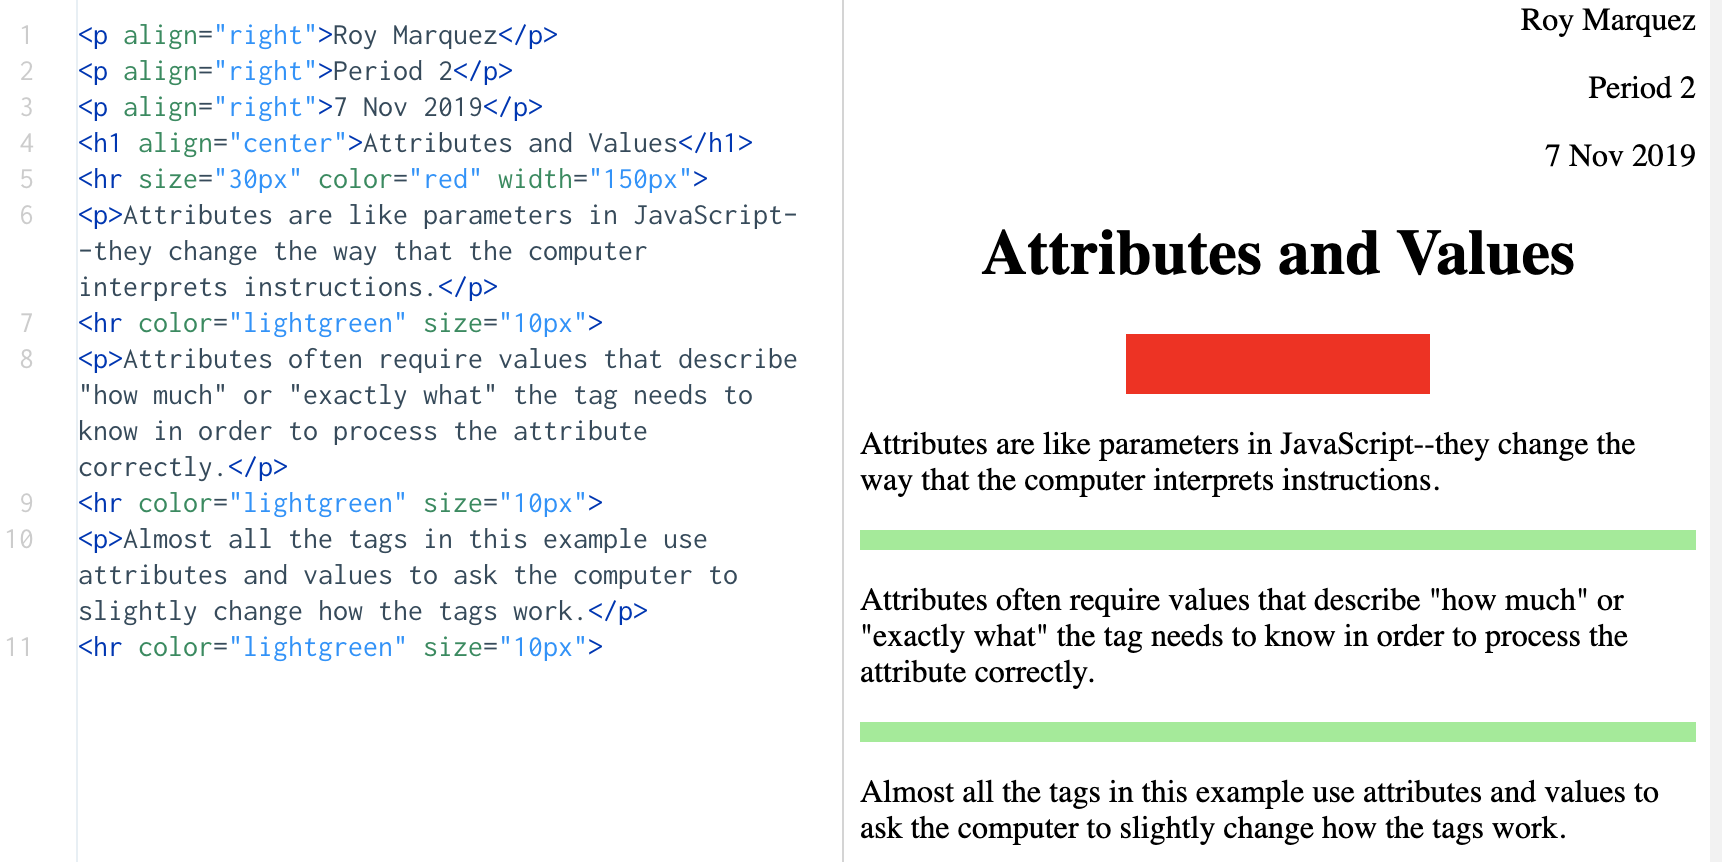 1 <p align="right">Roy Marquez</p>
2 <p align="right">Period 2</p>
3 <p align="right">7 Nov 2019</p>
4 <h1 align="center">Attributes and Values</h1>
5 <hr size="30px" color="red" width="150px">
6 <p>Attributes are like parameters in JavaScript-
-they change the way that the computer
interprets instructions.</p>
7 <hr color="lightgreen" size="10px">
8 <p>Attributes often require values that describe
"how much" or "exactly what" the tag needs to
know in order to process the attribute
correctly.</p>
9 <hr color="lightgreen" size="10px">
10 <p>Almost all the tags in this example use
attributes and values to ask the computer to
slightly change how the tags work.</p>
11 <hr color="lightgreen" size="10px">
Roy Marquez
Period 2
7 Nov 2019
Attributes and Values
Attributes are like parameters in JavaScript--they change the
way that the computer interprets instructions.
Attributes often require values that describe "how much" or
"exactly what" the tag needs to know in order to process the
attribute correctly.
Almost all the tags in this example use attributes and values to
ask the computer to slightly change how the tags work.